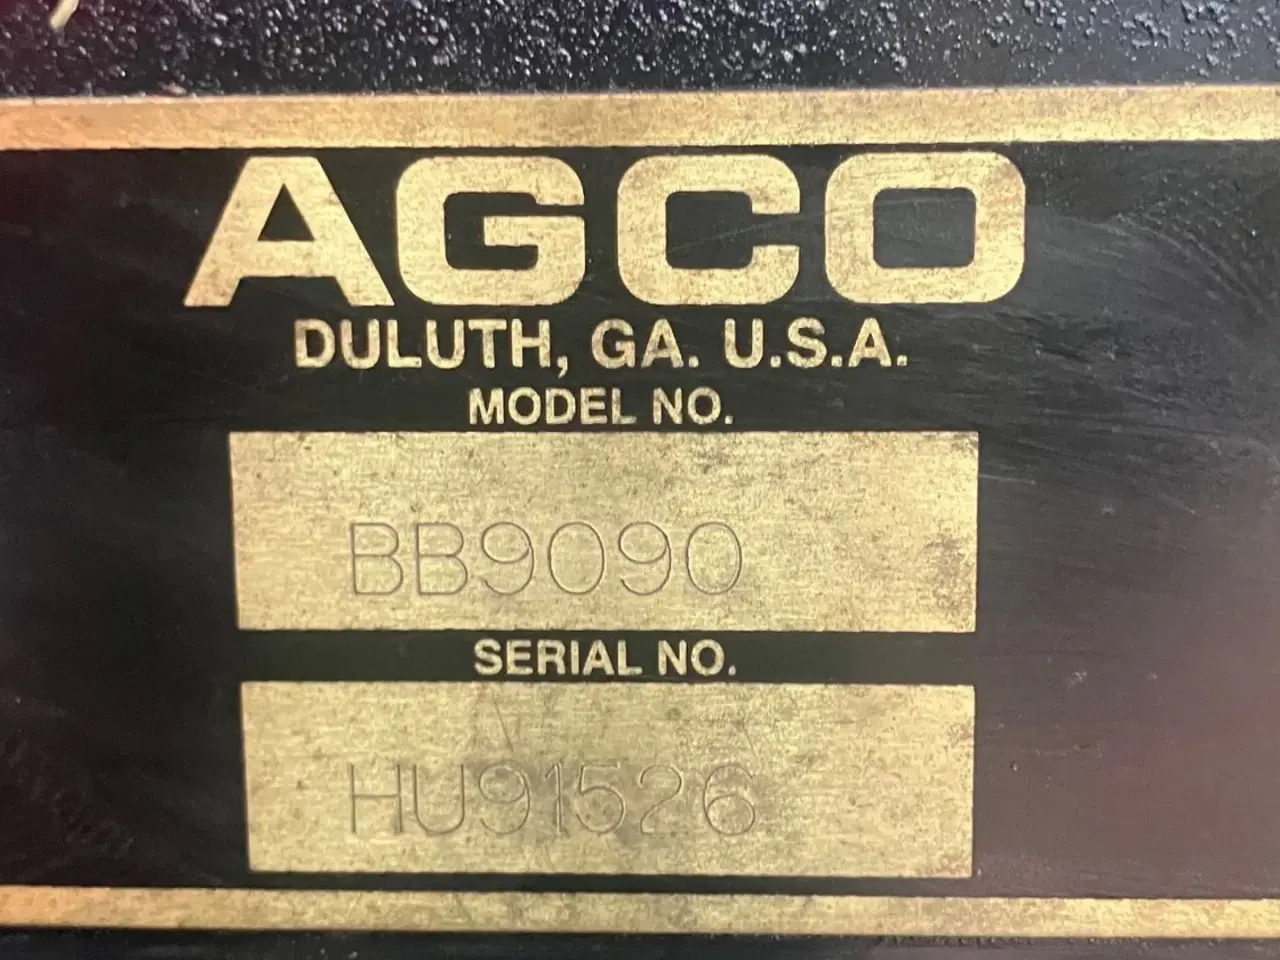 AGCO
DULUTH, GA. U.S.A.
MODEL NO.
BB9090
SERIAL NO.
HU91526